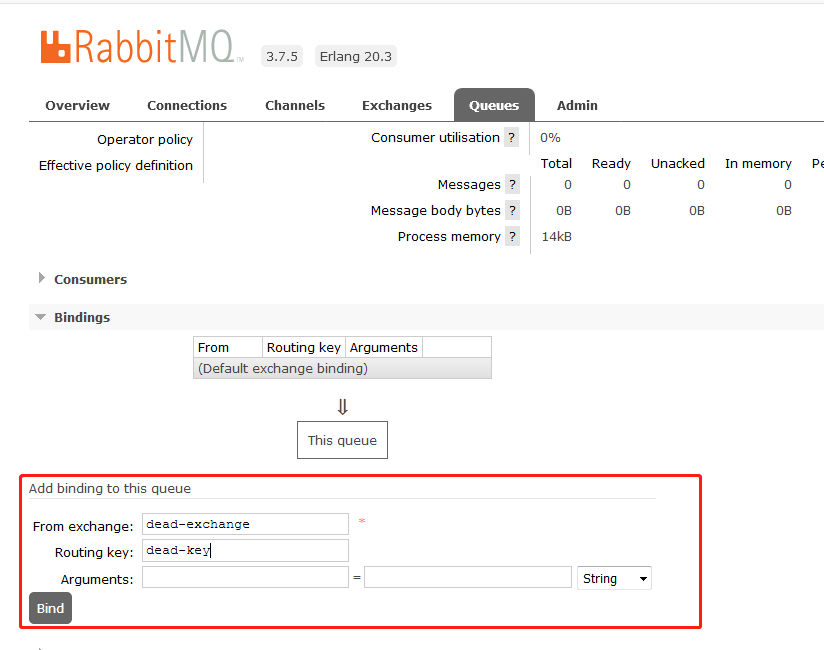 RabbitMQ TM 3.7.5 Erlang 20.3
Overview Connections Channels Exchanges Queues Admin
Operator policy
Effective policy definition
Consumer utilisation ? 0%
Total Ready Unacked In memory Pe
Messages ? 0 0 0 0
Message body bytes ? 0B 0B 0B 0B
Process memory ? 14kB
Consumers
Bindings
From Routing key Arguments
(Default exchange binding)
⇓
This queue
Add binding to this queue
From exchange: dead-exchange *
Routing key: dead-key
Arguments: = String
Bind